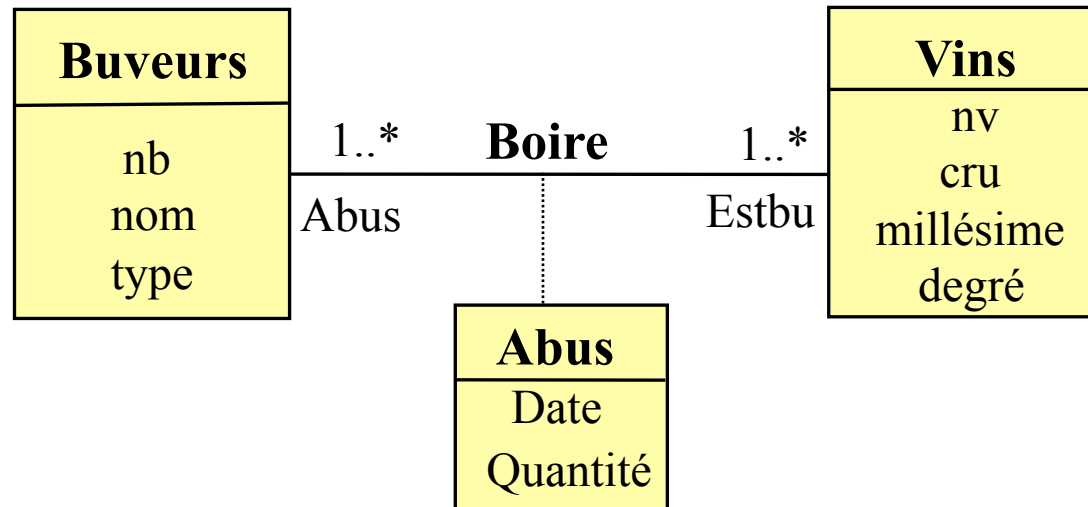 Buveurs
nb
nom
type
1..*
Abus
Boire
1..*
Estbu
Vins
nv
cru
millésime
degré
Abus
Date
Quantité